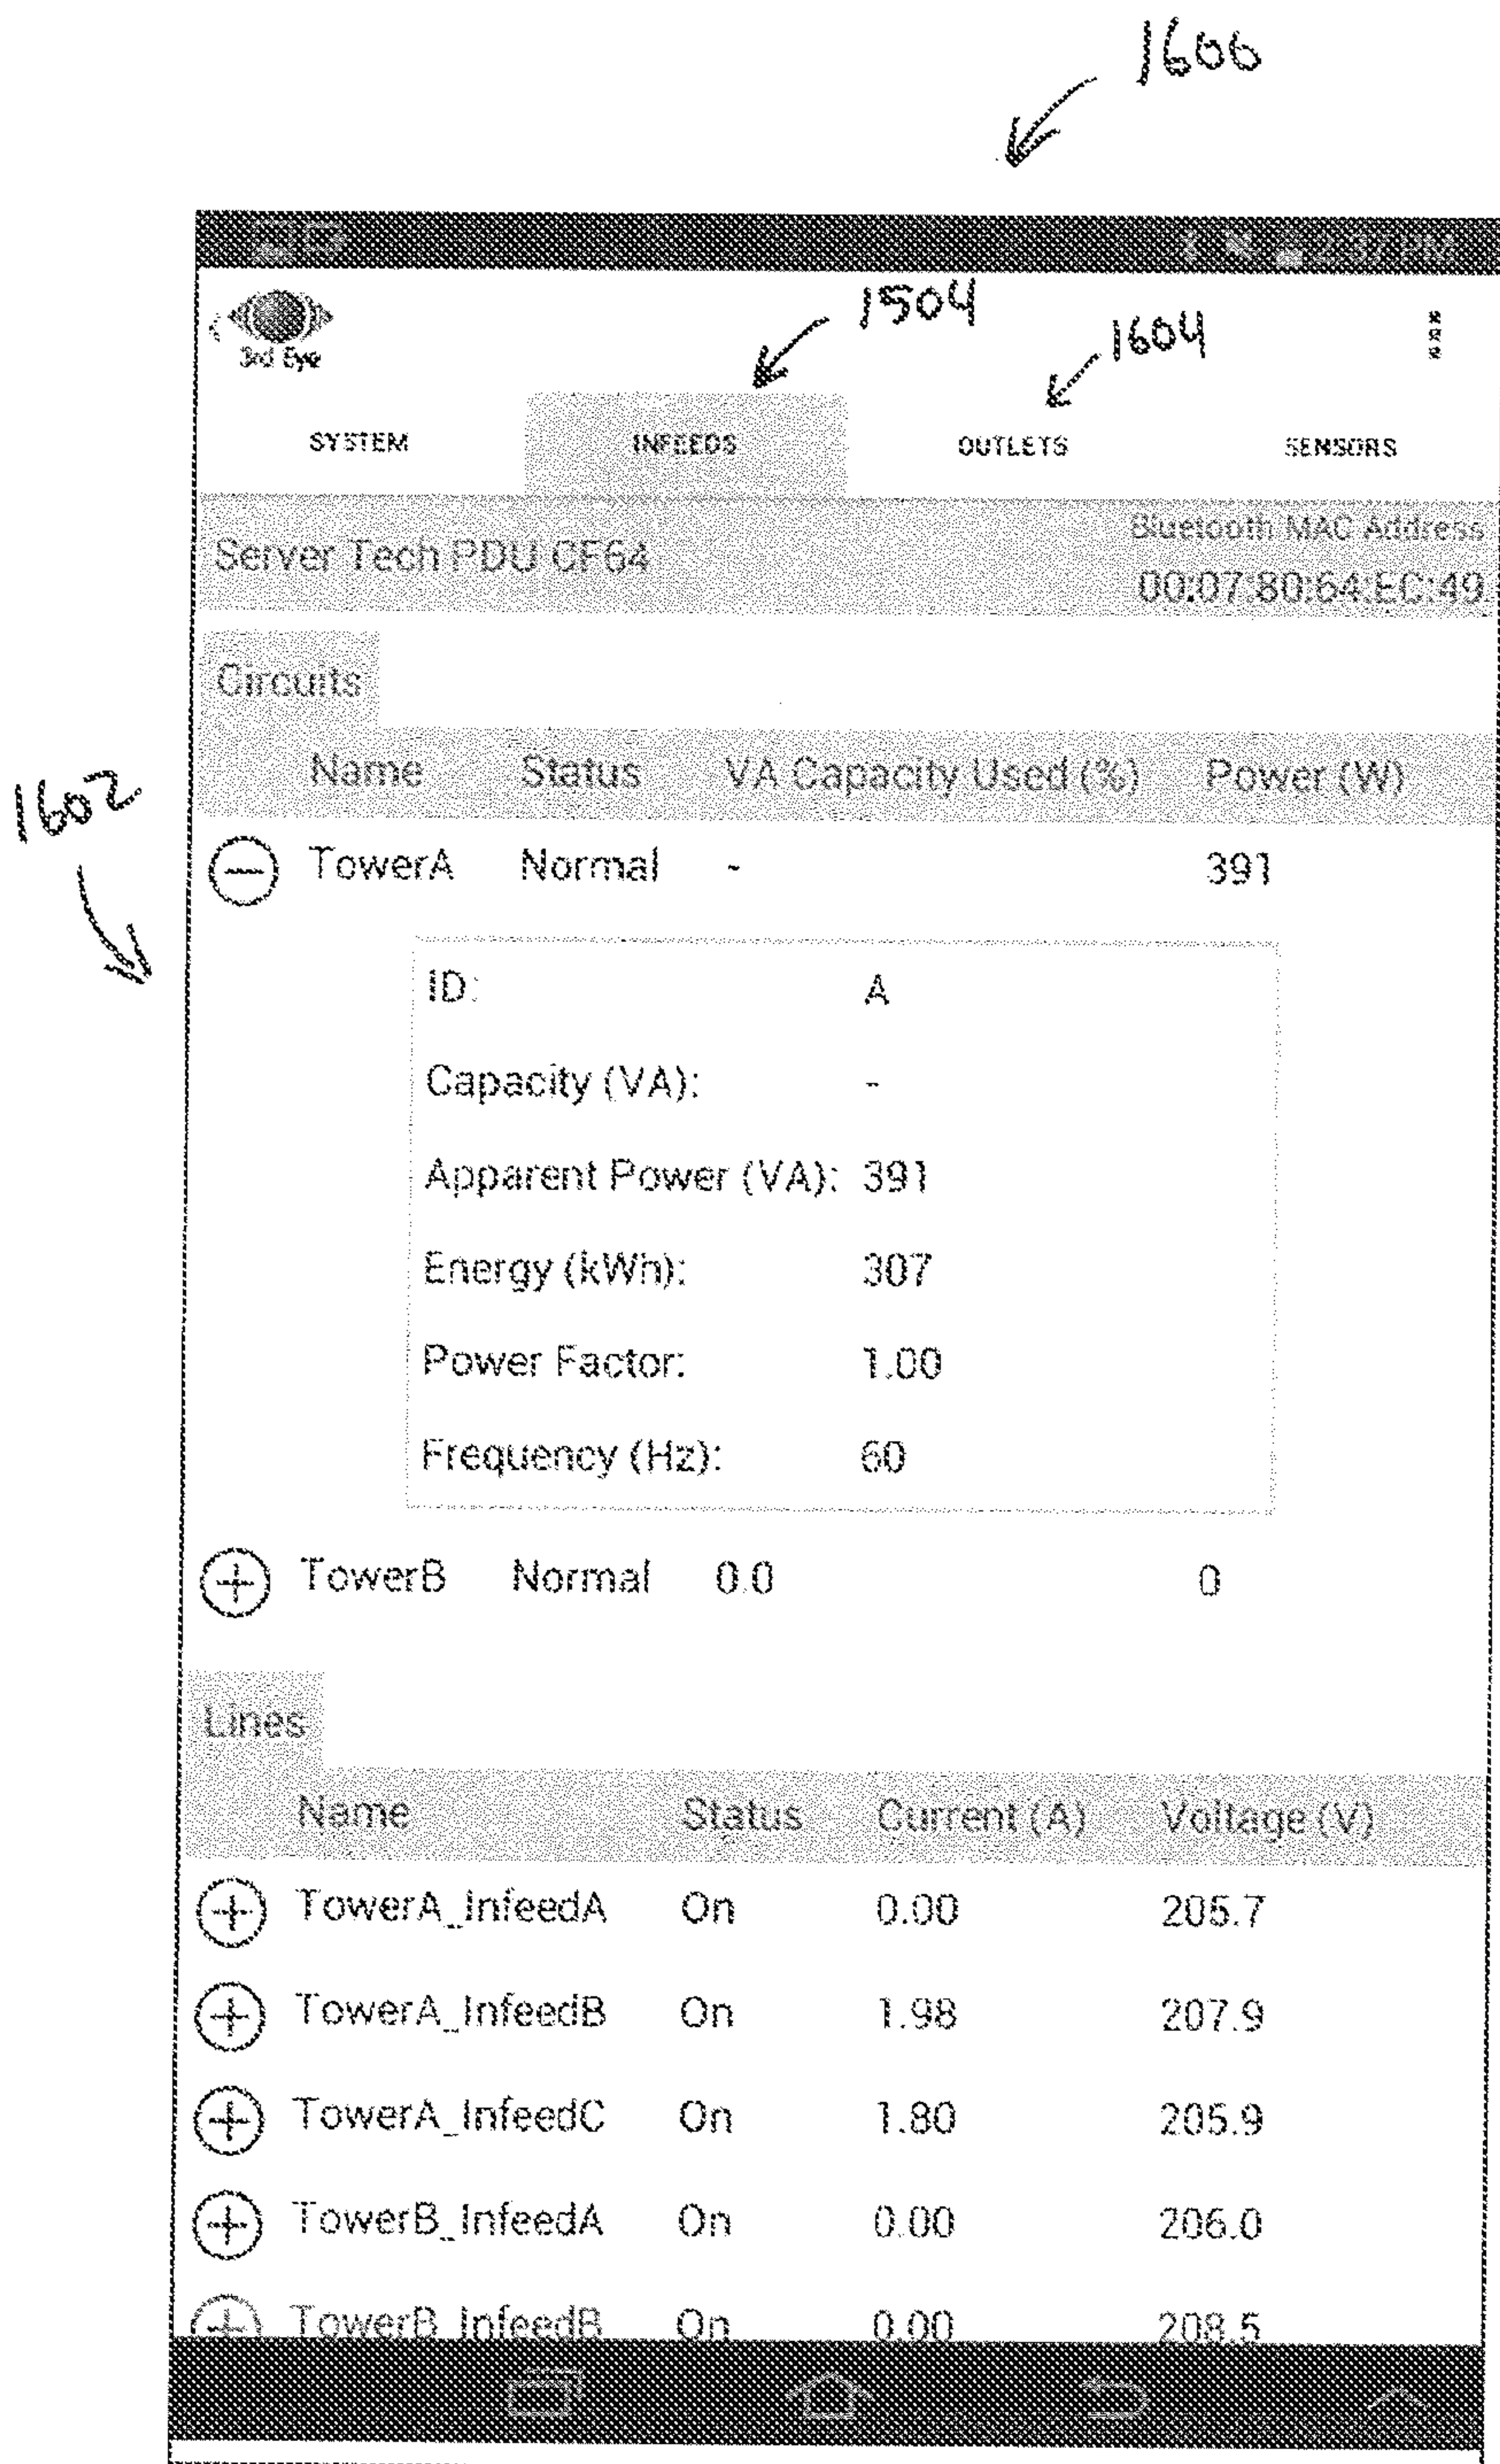 1600
2:37 PM
1504
1604
3rd Eye
SYSTEM INFEEDS OUTLETS SENSORS
Server Tech PDU CF64
Bluetooth MAC Address
00:07:80:64:EC:49
Circuits
Name Status VA Capacity Used (%) Power (W)
1602
TowerA Normal - 391
ID: A
Capacity (VA): -
Apparent Power (VA): 391
Energy (kWh): 307
Power Factor: 1.00
Frequency (Hz): 60
TowerB Normal 0.0 0
Lines
Name Status Current (A) Voltage (V)
TowerA_InfeedA On 0.00 205.7
TowerA_InfeedB On 1.98 207.9
TowerA_InfeedC On 1.80 205.9
TowerB_InfeedA On 0.00 206.0
TowerB_InfeedB On 0.00 208.5